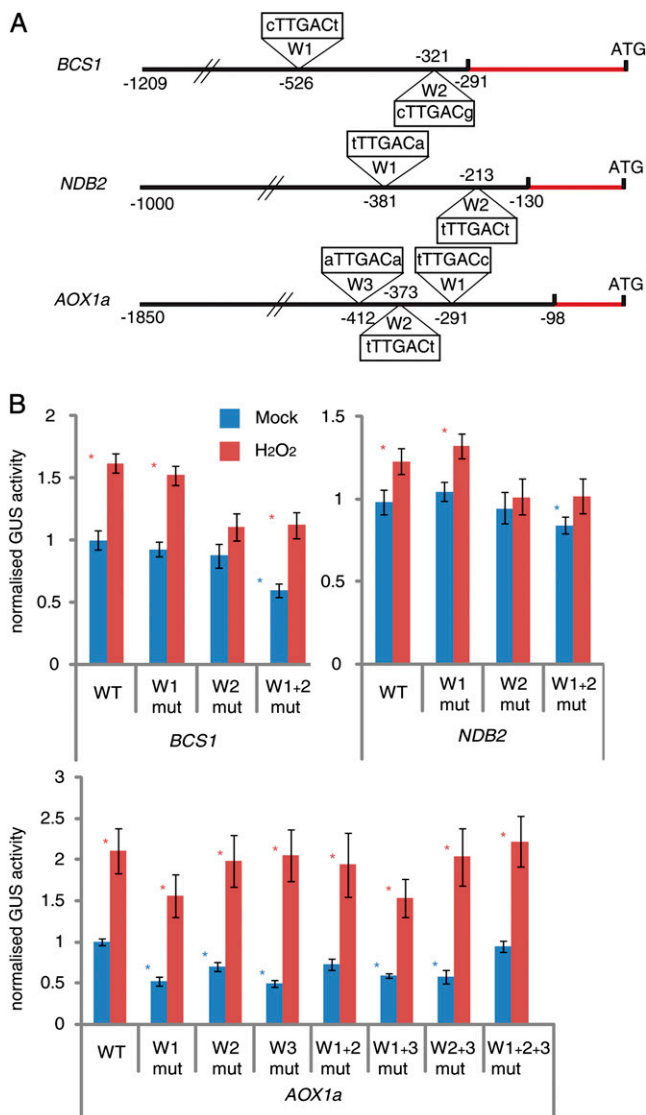 A
cTTGACt
W1
-321
ATG
BCS1
-1209
-526
-291
W2
cTTGACg
tTTGACa
W1
-213
ATG
NDB2
-1000
-381
-130
W2
tTTGACt
aTTGACa
tTTGACc
W3
-373
W1
ATG
AOX1a
-1850
-412
-291
-98
W2
tTTGACt
B
normalised GUS activity
2
1.5
1
0.5
0
Mock
H2O2
* * * *
WT
W1 mut
W2 mut
W1+2 mut
BCS1
1.5
1
0.5
0
* * *
WT
W1 mut
W2 mut
W1+2 mut
NDB2
normalised GUS activity
3
2.5
2
1.5
1
0.5
0
* * * * * * * * * * * * *
WT
W1 mut
W2 mut
W3 mut
W1+2 mut
W1+3 mut
W2+3 mut
W1+2+3 mut
AOX1a